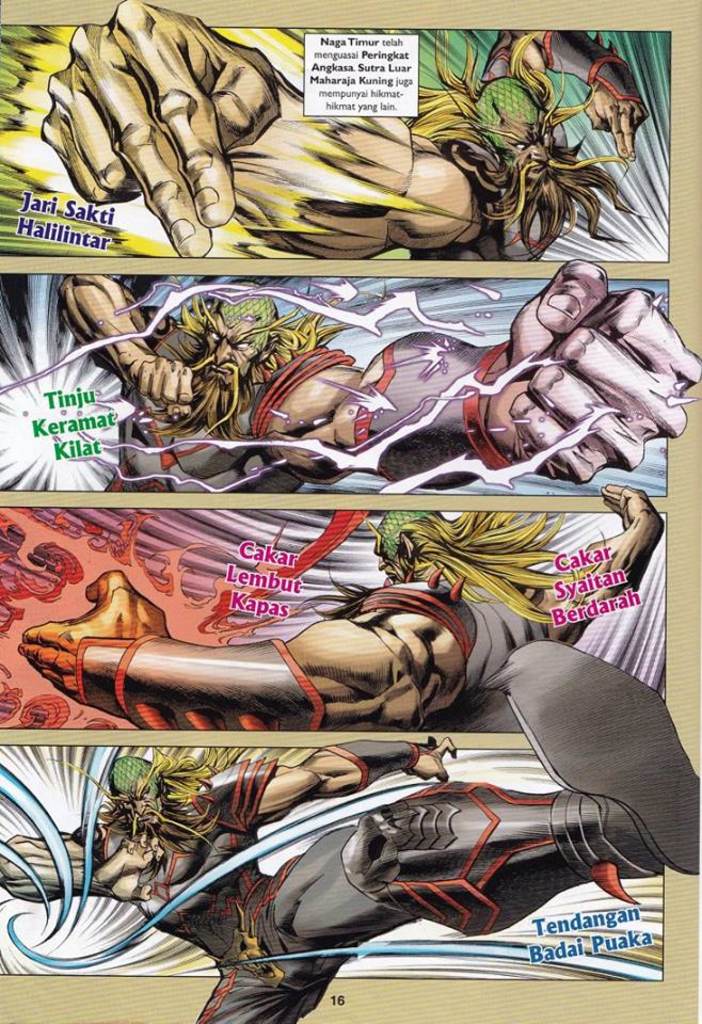 Naga Timur telah
menguasai Peringkat
Angkasa. Sutra Luar
Maharaja Kuning juga
mempunyai hikmat-
hikmat yang lain.
Jari Sakti
Halilintar
Tinju
Keramat
Kilat
Cakar
Lembut
Kapas
Cakar
Syaitan
Berdarah
Tendangan
Badai Puaka
16